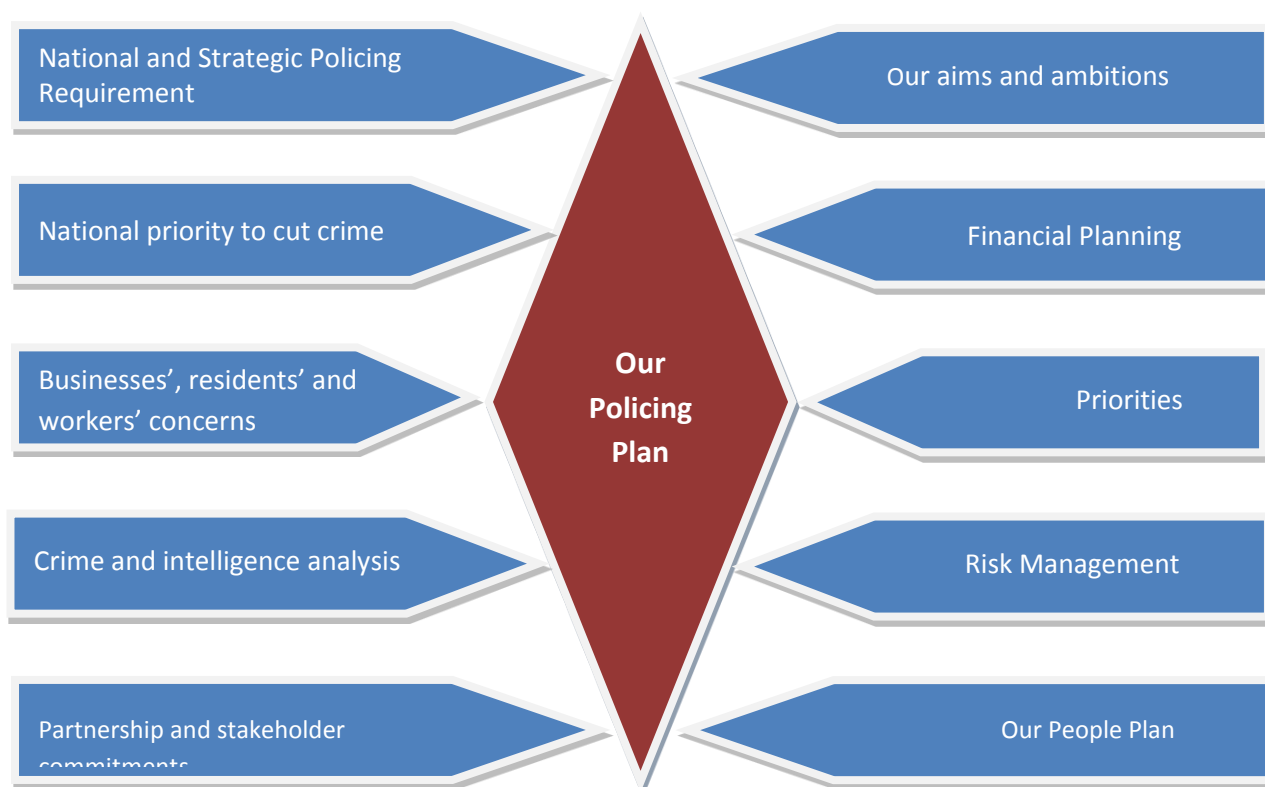 National and Strategic Policing
Requirement
National priority to cut crime
Businesses’, residents’ and
workers’ concerns
Crime and intelligence analysis
Partnership and stakeholder
commitments
Our
Policing
Plan
Our aims and ambitions
Financial Planning
Priorities
Risk Management
Our People Plan